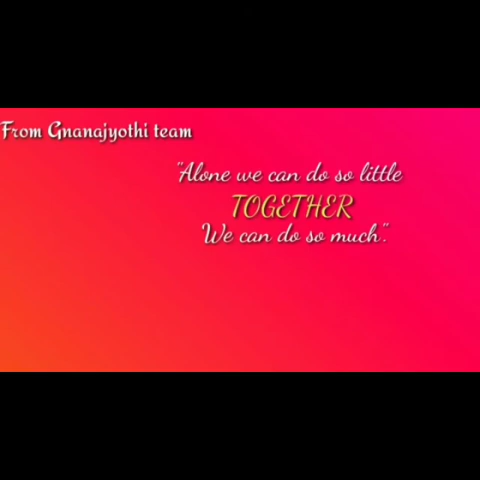 From Gnanajyothi team
"Alone we can do so little
TOGETHER
We can do so much".